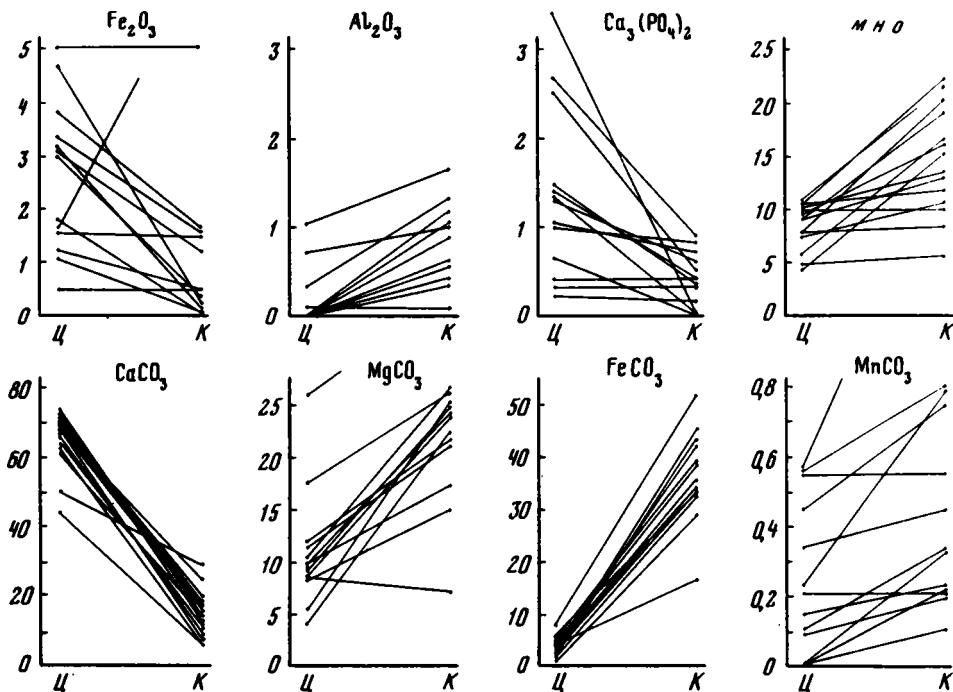 Fe₂O₃ Al₂O₃ Ca₃(PO₄)₂ МНО
5 3 3 25
4 20
3 2 2 15
2 1 1 10
1 5
0 0 0 0
Ц К Ц К Ц К Ц К
CaCO₃ MgCO₃ FeCO₃ MnCO₃
80 25 50 0,8
60 20 40 0,6
40 15 30 0,4
20 10 20 0,2
0 5 10 0
0 0
Ц К Ц К Ц К Ц К